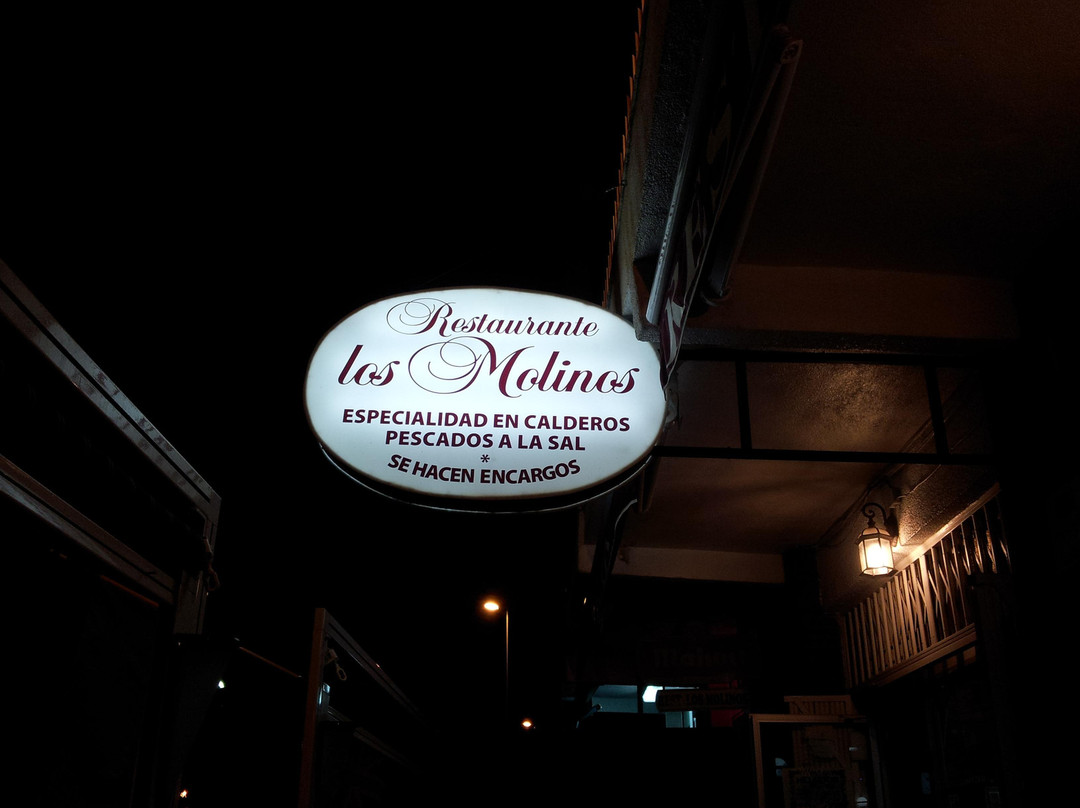 Restaurante
los Molinos
ESPECIALIDAD EN CALDEROS
PESCADOS A LA SAL
*
SE HACEN ENCARGOS